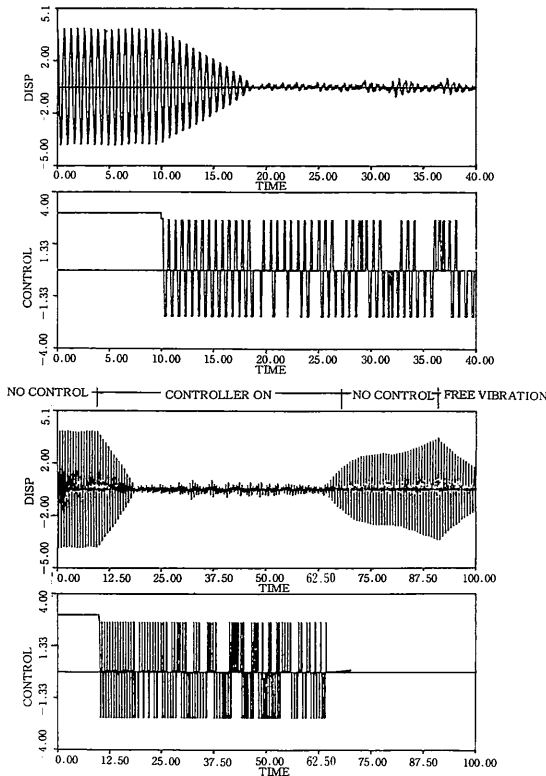 5.1
2.00
-2.00
-5.00
DISP
0.00 5.00 10.00 15.00 20.00 25.00 30.00 35.00 40.00
TIME
4.00
1.33
-1.33
-4.00
CONTROL
0.00 5.00 10.00 15.00 20.00 25.00 30.00 35.00 40.00
TIME
NO CONTROL CONTROLLER ON NO CONTROL FREE VIBRATION
5.1
2.00
-2.00
-5.00
DISP
0.00 12.50 25.00 37.50 50.00 62.50 75.00 87.50 100.00
TIME
4.00
1.33
-1.33
-4.00
CONTROL
0.00 12.50 25.00 37.50 50.00 62.50 75.00 87.50 100.00
TIME